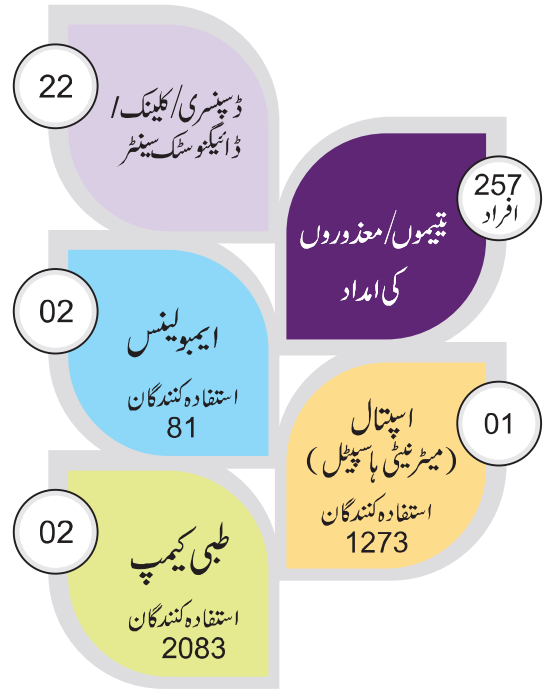 22
ڈسپنسری/کلینک/
ڈائیگنوسٹک سینٹر
257
افراد
یتیموں/معذوروں
کی امداد
02
ایمبولینس
استفادہ کنندگان
81
01
اسپتال
(میٹرنیٹی ہاسپیٹل)
استفادہ کنندگان
1273
02
طبی کیمپ
استفادہ کنندگان
2083